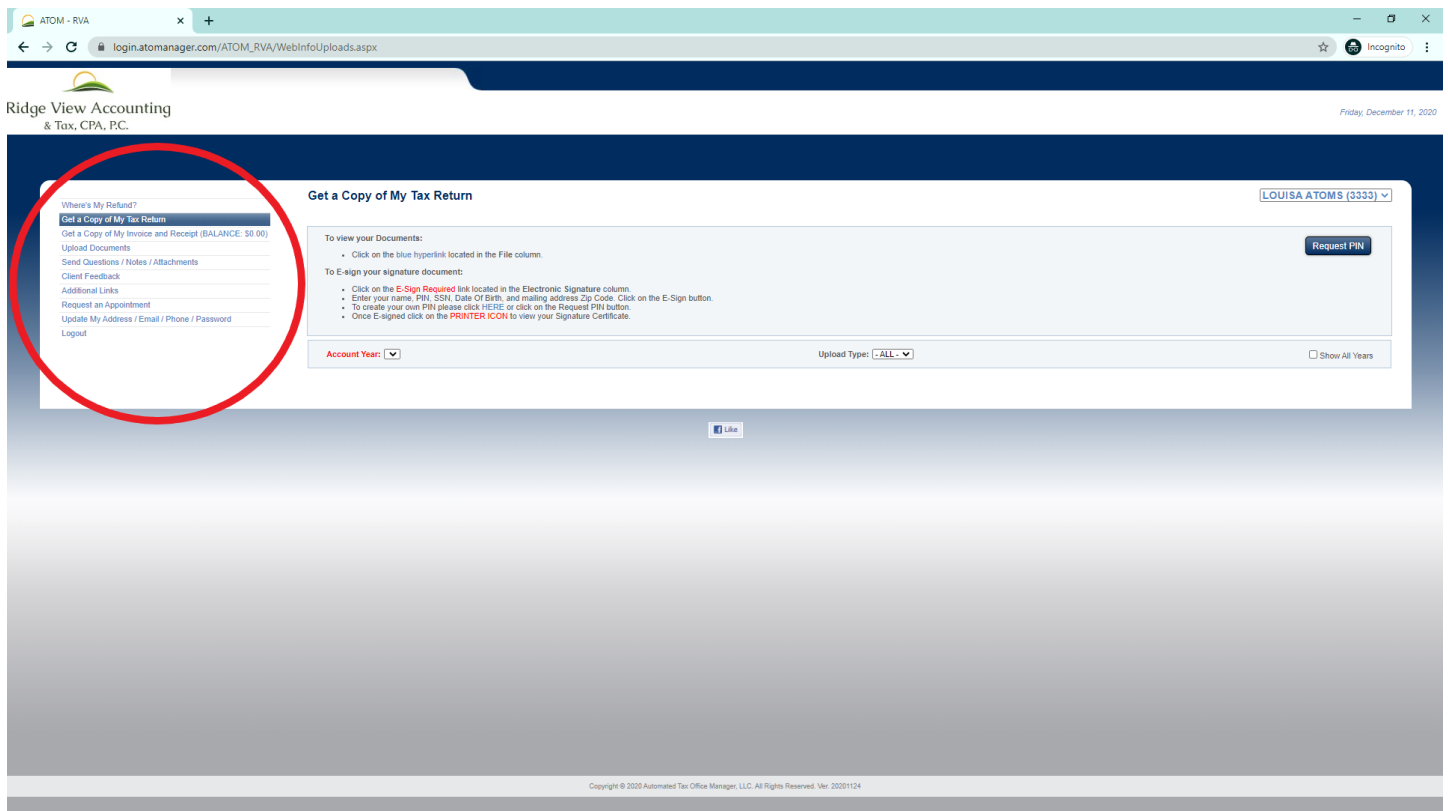 ATOM - RVA
login.atomanager.com/ATOM_RVA/WebInfoUploads.aspx
Incognito
Ridge View Accounting
& Tax, CPA, P.C.
Friday, December 11, 2020
Where's My Refund?
Get a Copy of My Tax Return
Get a Copy of My Invoice and Receipt (BALANCE: $0.00)
Upload Documents
Send Questions / Notes / Attachments
Client Feedback
Additional Links
Request an Appointment
Update My Address / Email / Phone / Password
Logout
Get a Copy of My Tax Return
LOUISA ATOMS (3333)
To view your Documents:
Request PIN
• Click on the blue hyperlink located in the File column.
To E-sign your signature document:
• Click on the E-Sign Required link located in the Electronic Signature column.
• Enter your name, PIN, SSN, Date Of Birth, and mailing address Zip Code. Click on the E-Sign button.
• To create your own PIN please click HERE or click on the Request PIN button.
• Once E-signed click on the PRINTER ICON to view your Signature Certificate.
Account Year: Upload Type: - ALL - Show All Years
Like
Copyright © 2020 Automated Tax Office Manager, LLC. All Rights Reserved. Ver. 20201124